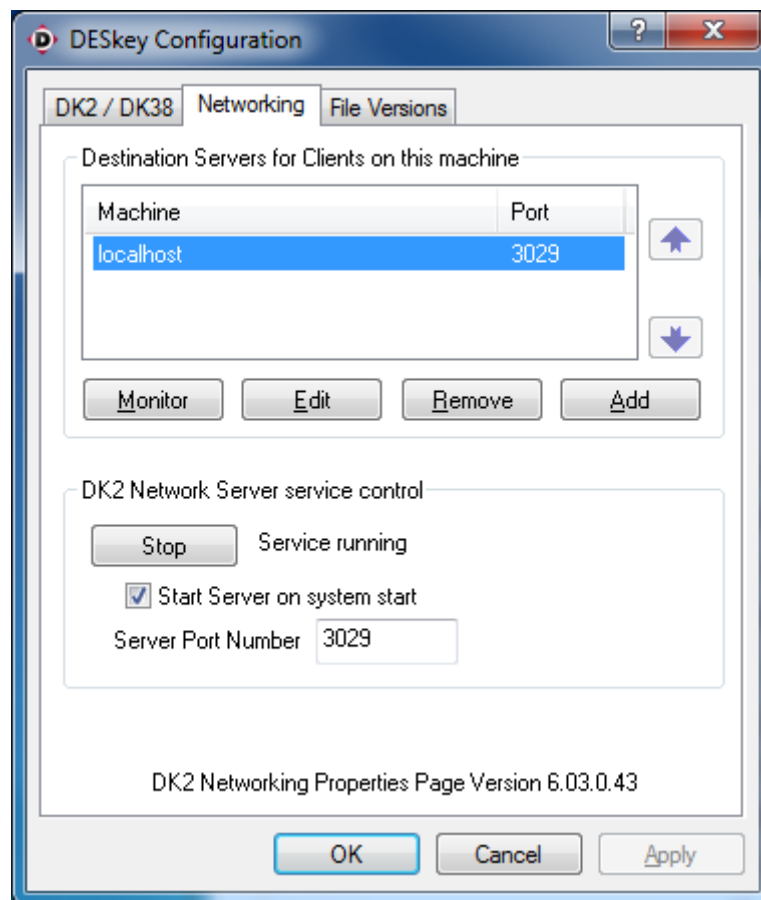 DESkey Configuration
DK2 / DK38 Networking File Versions
Destination Servers for Clients on this machine
Machine Port
localhost 3029
Monitor Edit Remove Add
DK2 Network Server service control
Stop Service running
Start Server on system start
Server Port Number 3029
DK2 Networking Properties Page Version 6.03.0.43
OK Cancel Apply